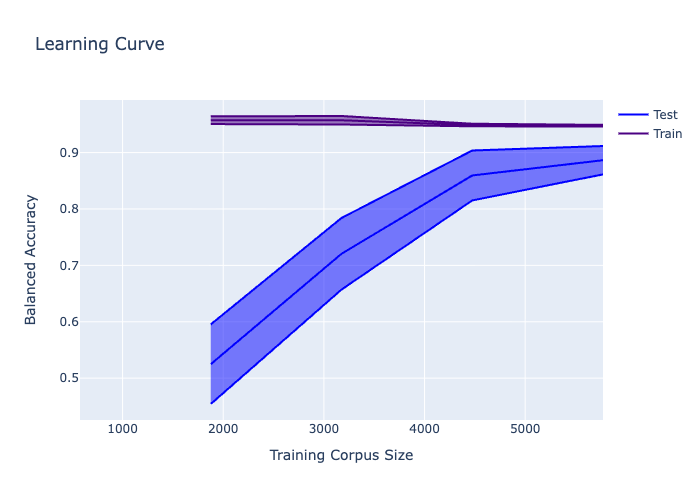 Learning Curve
Test
Train
Balanced Accuracy
0.9
0.8
0.7
0.6
0.5
1000 2000 3000 4000 5000
Training Corpus Size